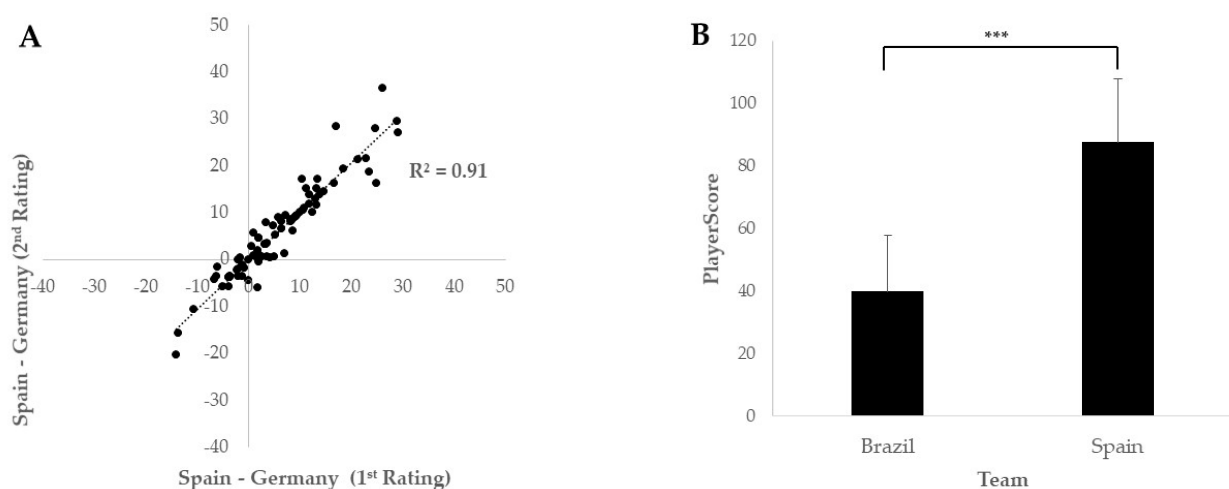 A
50
40
30
20
10
0
-10
-20
-30
-40
-40 -30 -20 -10 0 10 20 30 40 50
R² = 0.91
Spain - Germany (2nd Rating)
Spain - Germany (1st Rating)
B
***
120
100
80
60
40
20
0
PlayerScore
Brazil Spain
Team